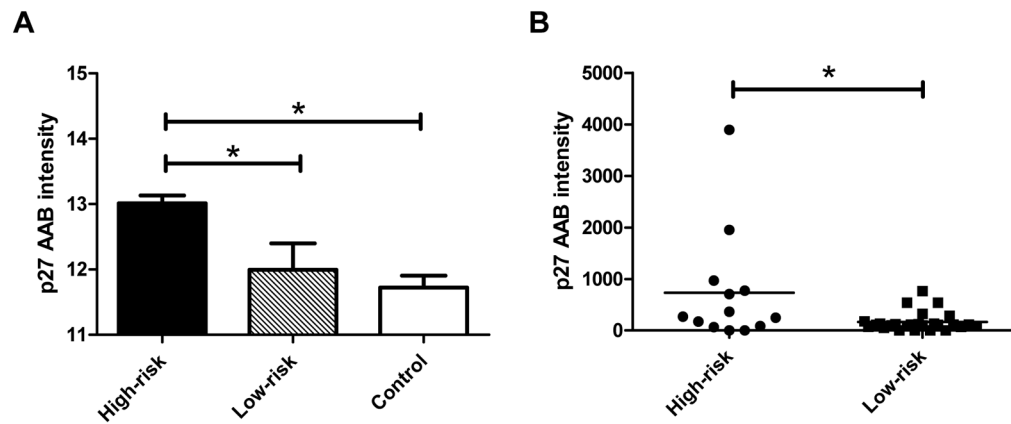 A
p27 AAB intensity
15
14
13
12
11
*
*
High-risk
Low-risk
Control
B
p27 AAB intensity
5000
4000
3000
2000
1000
0
*
High-risk
Low-risk